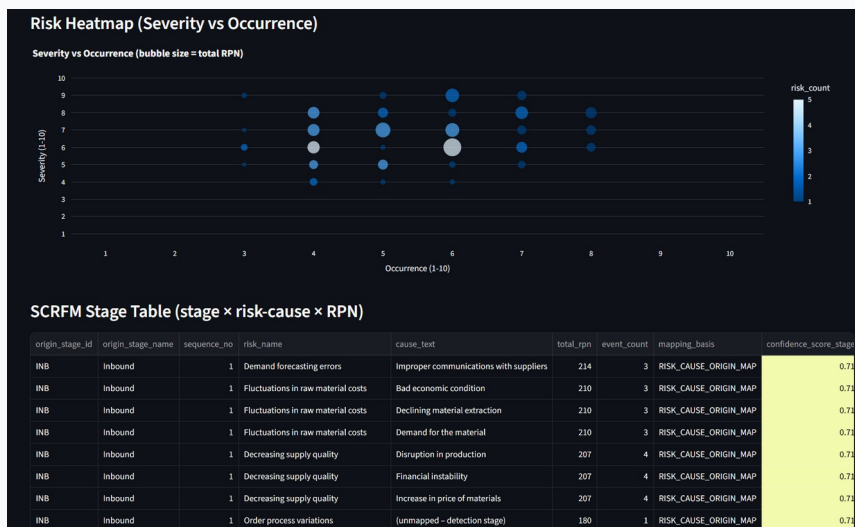 Risk Heatmap (Severity vs Occurrence)
Severity vs Occurrence (bubble size = total RPN)
risk_count
5
4
3
2
1
Severity (1-10)
10
9
8
7
6
5
4
3
2
1
1 2 3 4 5 6 7 8 9 10
Occurrence (1-10)
SCRFM Stage Table (stage × risk-cause × RPN)
origin_stage_id origin_stage_name sequence_no risk_name cause_text total_rpn event_count mapping_basis confidence_score_stage
INB Inbound 1 Demand forecasting errors Improper communications with suppliers 214 3 RISK_CAUSE_ORIGIN_MAP 0.71
INB Inbound 1 Fluctuations in raw material costs Bad economic condition 210 3 RISK_CAUSE_ORIGIN_MAP 0.71
INB Inbound 1 Fluctuations in raw material costs Declining material extraction 210 3 RISK_CAUSE_ORIGIN_MAP 0.71
INB Inbound 1 Fluctuations in raw material costs Demand for the material 210 3 RISK_CAUSE_ORIGIN_MAP 0.71
INB Inbound 1 Decreasing supply quality Disruption in production 207 4 RISK_CAUSE_ORIGIN_MAP 0.71
INB Inbound 1 Decreasing supply quality Financial instability 207 4 RISK_CAUSE_ORIGIN_MAP 0.71
INB Inbound 1 Decreasing supply quality Increase in price of materials 207 4 RISK_CAUSE_ORIGIN_MAP 0.71
INB Inbound 1 Order process variations (unmapped – detection stage) 180 1 RISK_CAUSE_ORIGIN_MAP 0.71